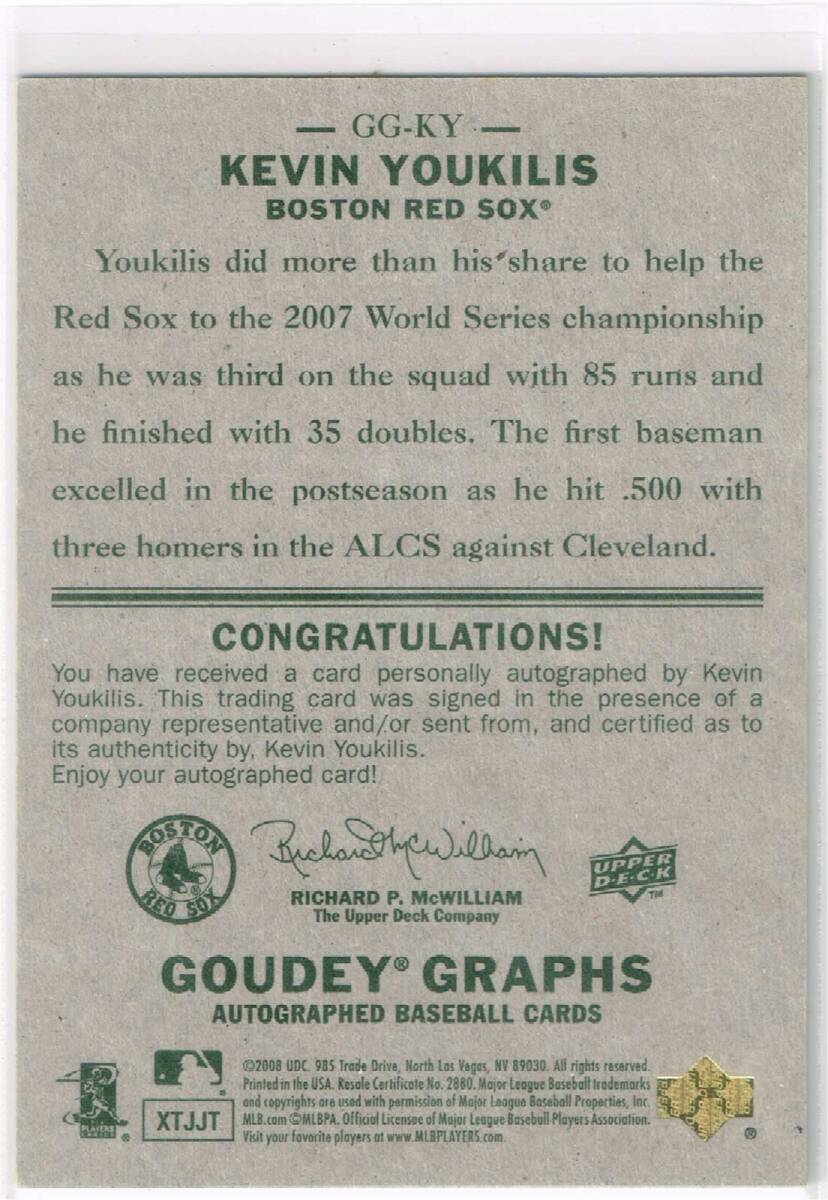 GG-KY
KEVIN YOUKILIS
BOSTON RED SOX®
Youkilis did more than his share to help the
Red Sox to the 2007 World Series championship
as he was third on the squad with 85 runs and
he finished with 35 doubles. The first baseman
excelled in the postseason as he hit .500 with
three homers in the ALCS against Cleveland.
CONGRATULATIONS!
You have received a card personally autographed by Kevin
Youkilis. This trading card was signed in the presence of a
company representative and/or sent from, and certified as to
its authenticity by, Kevin Youkilis.
Enjoy your autographed card!
BOSTON
RED SOX
Richard McWilliam
RICHARD P. McWILLIAM
The Upper Deck Company
UPPER
D·E·C·K
TM
GOUDEY® GRAPHS
AUTOGRAPHED BASEBALL CARDS
PLAYERS
CHOICE
®
XTJJT
©2008 UDC. 985 Trade Drive, North Las Vegas, NV 89030. All rights reserved.
Printed in the USA. Resale Certificate No. 2880. Major League Baseball trademarks
and copyrights are used with permission of Major League Baseball Properties, Inc.
MLB.com ©MLBPA. Official Licensee of Major League Baseball Players Association.
Visit your favorite players at www.MLBPLAYERS.com.
®